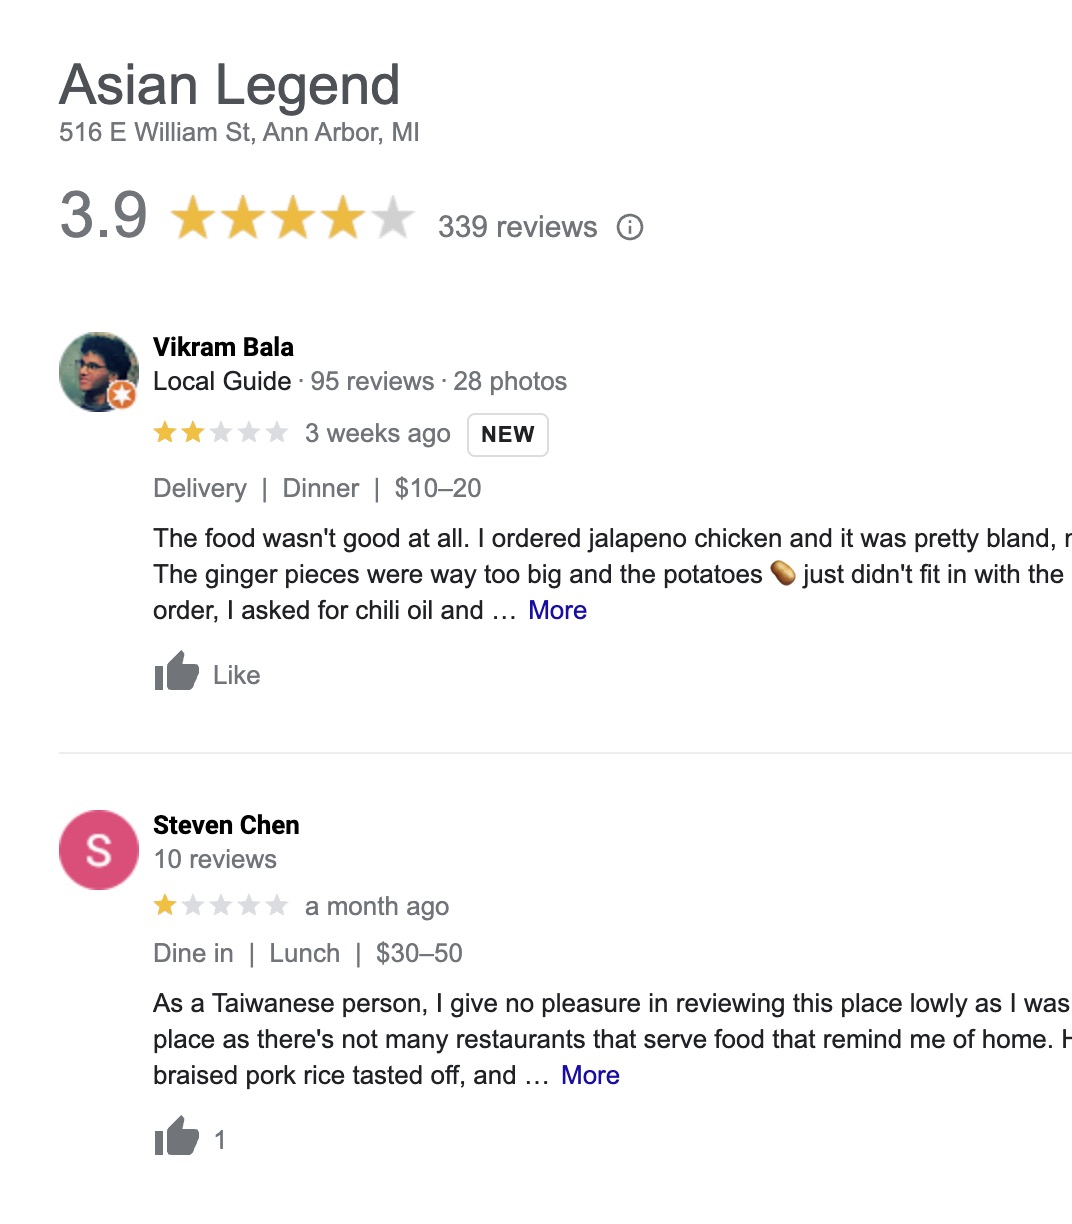 Asian Legend
516 E William St, Ann Arbor, MI
3.9 339 reviews
Vikram Bala
Local Guide · 95 reviews · 28 photos
3 weeks ago NEW
Delivery | Dinner | $10–20
The food wasn't good at all. I ordered jalapeno chicken and it was pretty bland,
The ginger pieces were way too big and the potatoes 🥔 just didn't fit in with the
order, I asked for chili oil and … More
Like
S
Steven Chen
10 reviews
a month ago
Dine in | Lunch | $30–50
As a Taiwanese person, I give no pleasure in reviewing this place lowly as I was
place as there's not many restaurants that serve food that remind me of home.
braised pork rice tasted off, and … More
1